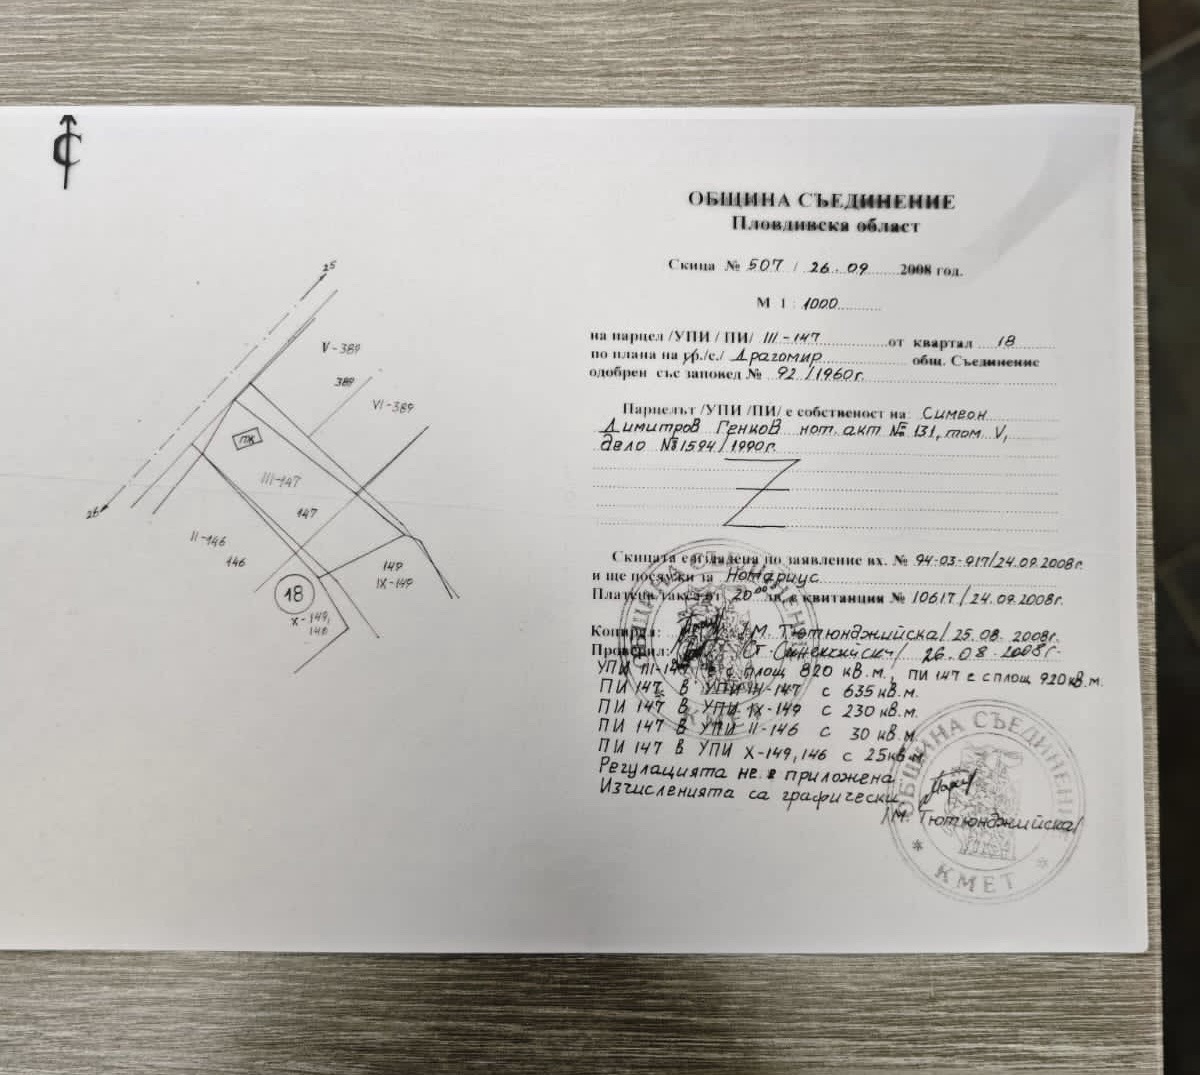 С
25
V-389
389
VI-389
ПЖ
III-147
147
26
II-146
146
149
IX-149
18
X-149,
146
ОБЩИНА СЪЕДИНЕНИЕ
Пловдивска област
Скица № 507 / 26.09 2008 год.
М 1 : 1000
на парцел /УПИ / ПИ/ III-147 от квартал 18
по плана на гр./с./ Драгомир общ. Съединение
одобрен със заповед № 92/1960г.
Парцелът /УПИ /ПИ/ е собственост на Симеон
Димитров Генков нот. акт № 131, том V,
дело №1594/1990г.
Скицата е издадена по заявление вх. № 94-03-917/24.09.2008г.
и ще послужи за Нотариус
Платена такса от 20⁰⁰ лв. с квитанция № 10617/24.09.2008г.
Копирал: /М. Тютюнджийска/ 25.08.2008г.
Проверил: 26.08-2008г-
УПИ III-147 е с площ 820 кв.м., ПИ 147 е с площ 920кв.м.
ПИ 147 в УПИ III-147 с 635 кв.м.
ПИ 147 в УПИ IX-149 с 230 кв.м.
ПИ 147 в УПИ II-146 с 30 кв.м.
ПИ 147 в УПИ X-149,146 с 25кв.м.
Регулацията не е приложена
Изчисленията са графически
/М. Тютюнджийска/
ОБЩИНА СЪЕДИНЕНИЕ
КМЕТ
ОБЩИНА СЪЕДИНЕНИЕ
* КМЕТ *